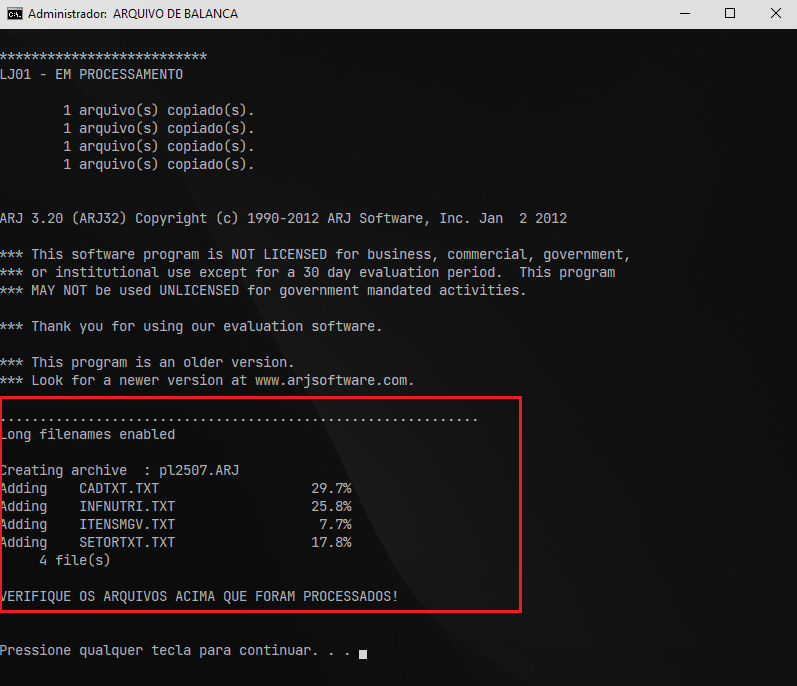 Administrador: ARQUIVO DE BALANCA
**************************
LJ01 - EM PROCESSAMENTO
1 arquivo(s) copiado(s).
1 arquivo(s) copiado(s).
1 arquivo(s) copiado(s).
1 arquivo(s) copiado(s).
ARJ 3.20 (ARJ32) Copyright (c) 1990-2012 ARJ Software, Inc. Jan  2 2012
*** This software program is NOT LICENSED for business, commercial, government,
*** or institutional use except for a 30 day evaluation period.  This program
*** MAY NOT be used UNLICENSED for government mandated activities.
*** Thank you for using our evaluation software.
*** This program is an older version.
*** Look for a newer version at www.arjsoftware.com.
............................................................
Long filenames enabled
Creating archive  : pl2507.ARJ
Adding    CADTXT.TXT                   29.7%
Adding    INFNUTRI.TXT                 25.8%
Adding    ITENSMGV.TXT                  7.7%
Adding    SETORTXT.TXT                 17.8%
4 file(s)
VERIFIQUE OS ARQUIVOS ACIMA QUE FORAM PROCESSADOS!
Pressione qualquer tecla para continuar. . .